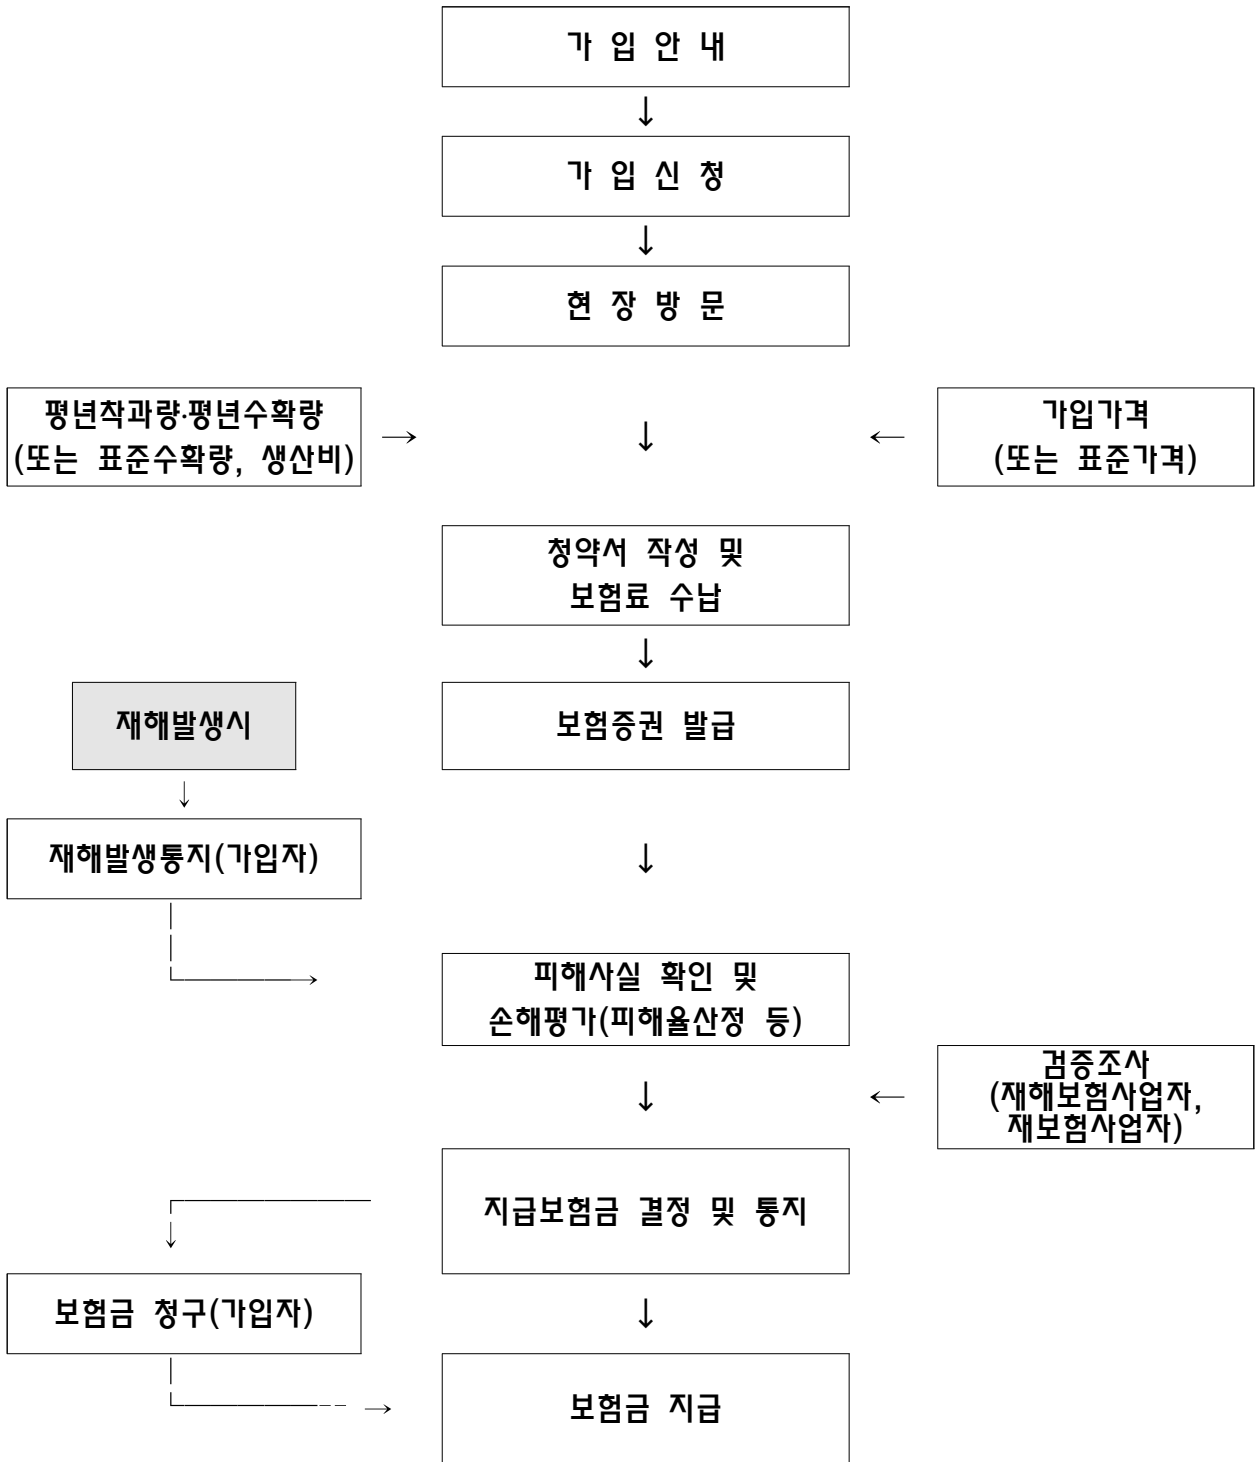 가 입 안 내
↓
가 입 신 청
↓
현 장 방 문
평년착과량·평년수확량
(또는 표준수확량, 생산비)
→
↓
←
가입가격
(또는 표준가격)
청약서 작성 및
보험료 수납
↓
재해발생시
보험증권 발급
↓
재해발생통지(가입자)
↓
피해사실 확인 및
손해평가(피해율산정 등)
↓
←
검증조사
(재해보험사업자,
재보험사업자)
지급보험금 결정 및 통지
보험금 청구(가입자)
↓
보험금 지급